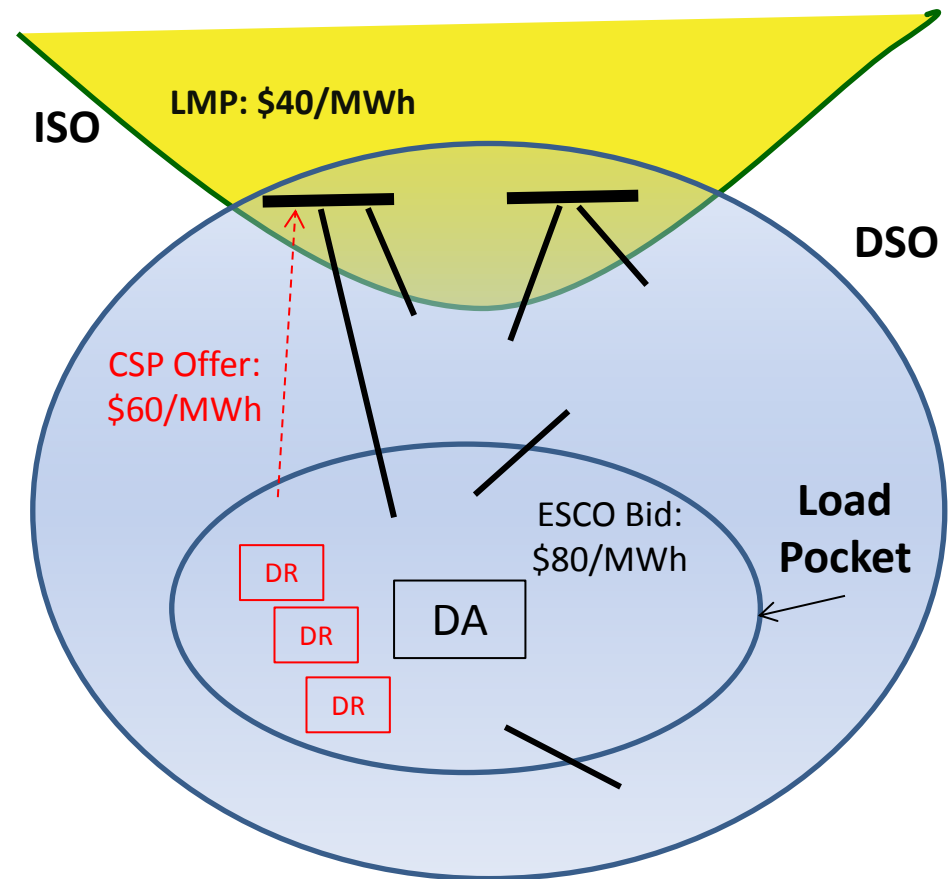 LMP: $40/MWh
ISO
DSO
CSP Offer:
$60/MWh
ESCO Bid:
$80/MWh
Load
Pocket
DR
DR
DA
DR